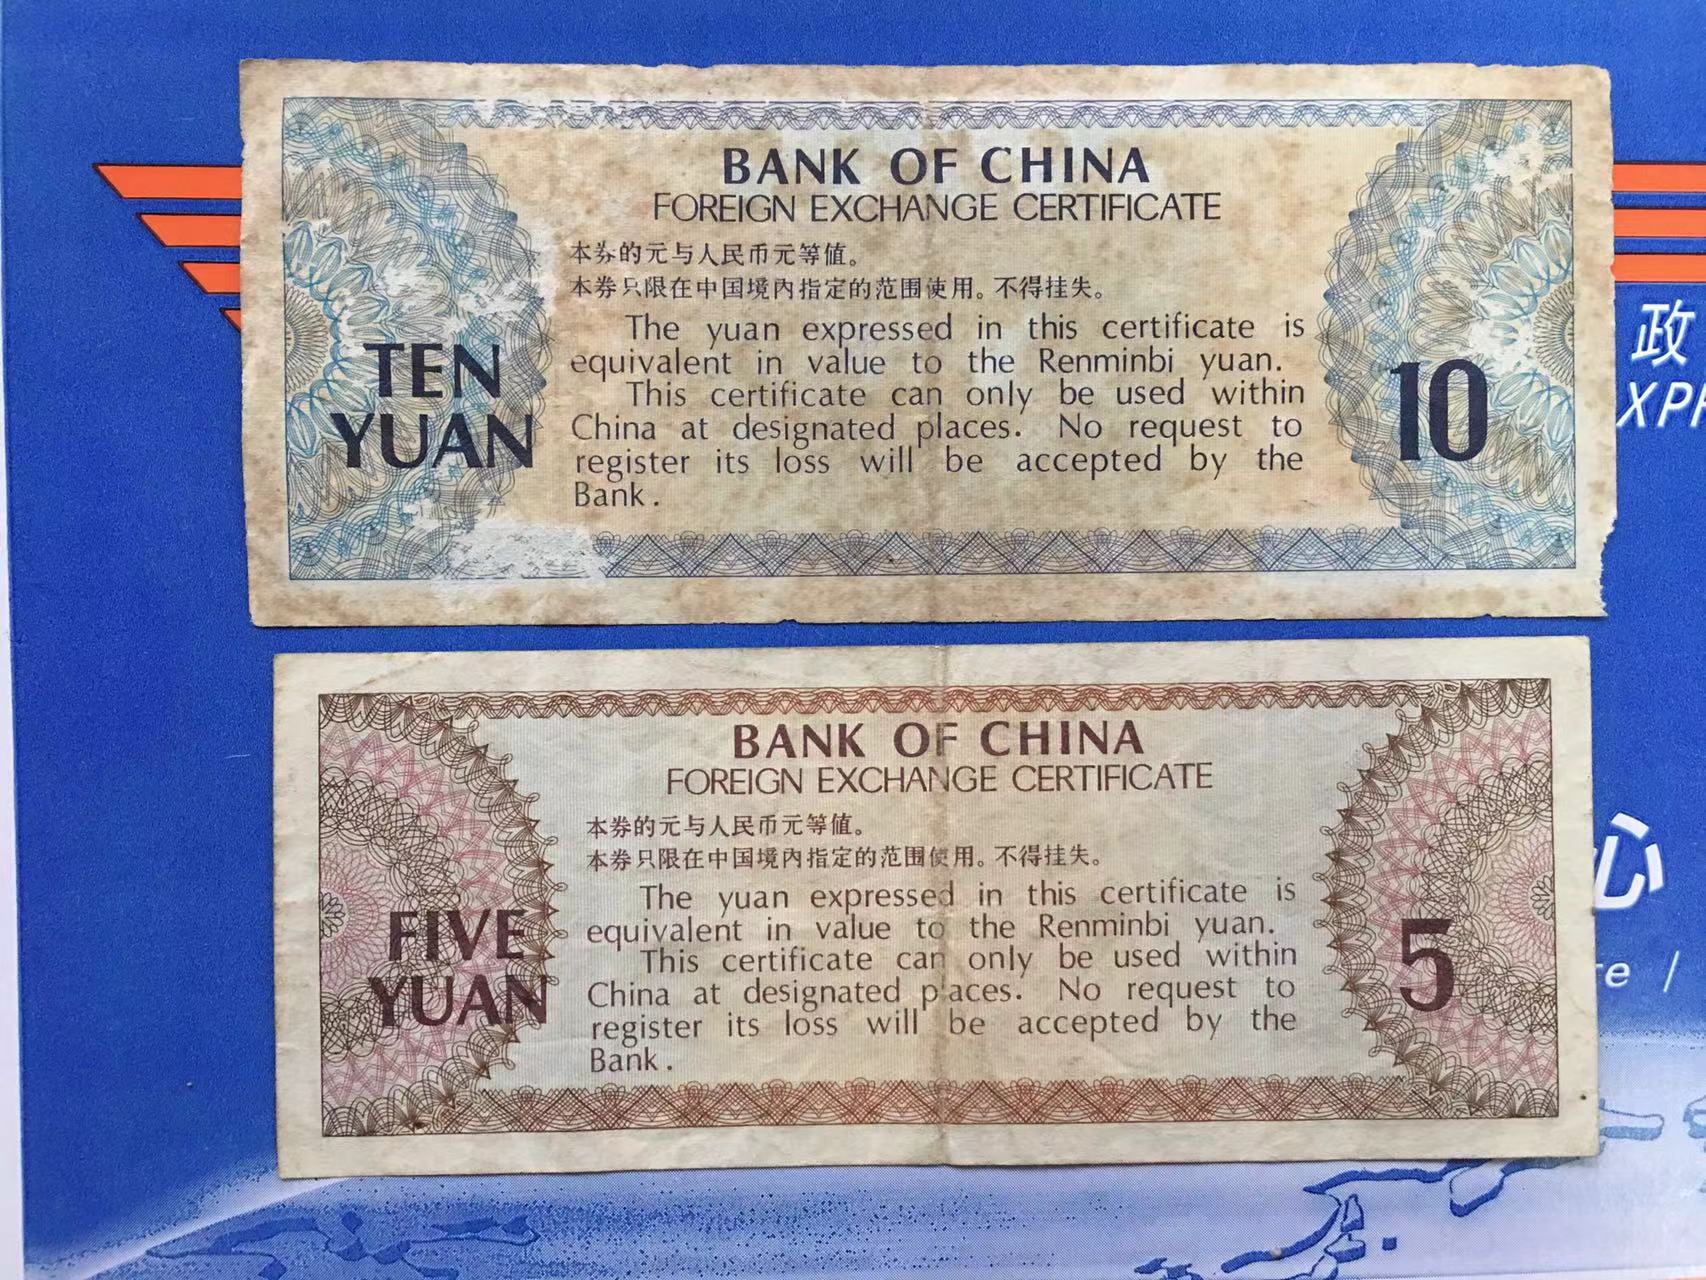 BANK OF CHINA
FOREIGN EXCHANGE CERTIFICATE
本券的元与人民币元等值。
本券只限在中国境内指定的范围使用。不得挂失。
The yuan expressed in this certificate is
equivalent in value to the Renminbi yuan.
This certificate can only be used within
China at designated places. No request to
register its loss will be accepted by the
Bank.
TEN
YUAN
10
政
BANK OF CHINA
FOREIGN EXCHANGE CERTIFICATE
本券的元与人民币元等值。
本券只限在中国境内指定的范围使用。不得挂失。
The yuan expressed in this certificate is
equivalent in value to the Renminbi yuan.
This certificate can only be used within
China at designated places. No request to
register its loss will be accepted by the
Bank.
FIVE
YUAN
5
心